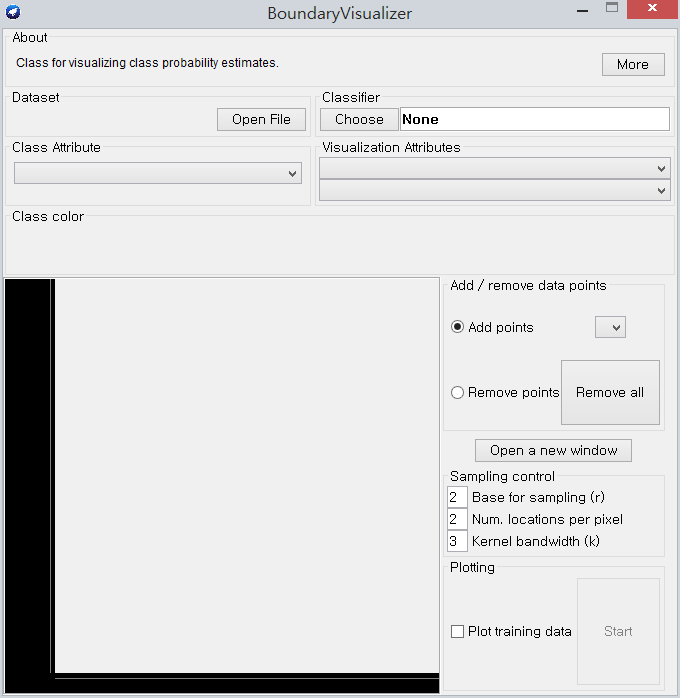 BoundaryVisualizer
About
Class for visualizing class probability estimates.
More
Dataset
Open File
Classifier
Choose
None
Class Attribute
Visualization Attributes
Class color
Add / remove data points
Add points
Remove points
Remove all
Open a new window
Sampling control
2 Base for sampling (r)
2 Num. locations per pixel
3 Kernel bandwidth (k)
Plotting
Plot training data
Start